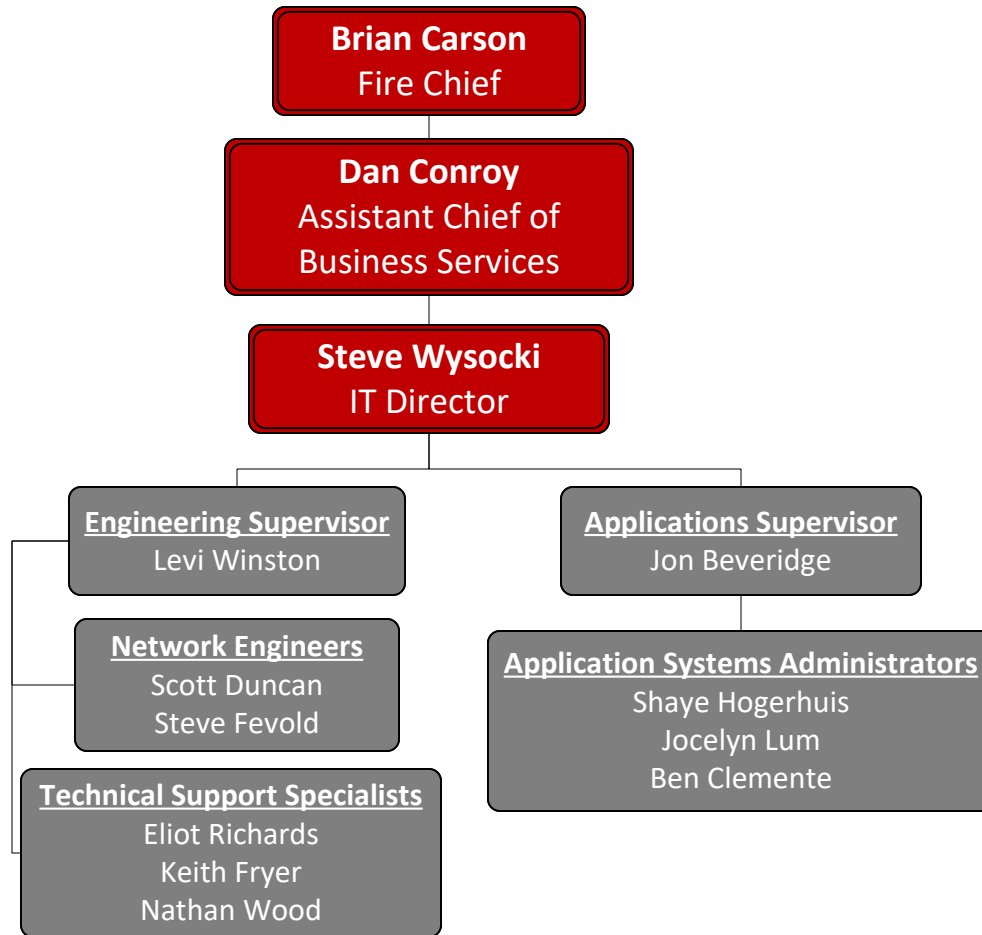 Brian Carson
Fire Chief
Dan Conroy
Assistant Chief of
Business Services
Steve Wysocki
IT Director
Engineering Supervisor
Levi Winston
Network Engineers
Scott Duncan
Steve Fevold
Technical Support Specialists
Eliot Richards
Keith Fryer
Nathan Wood
Applications Supervisor
Jon Beveridge
Application Systems Administrators
Shaye Hogerhuis
Jocelyn Lum
Ben Clemente